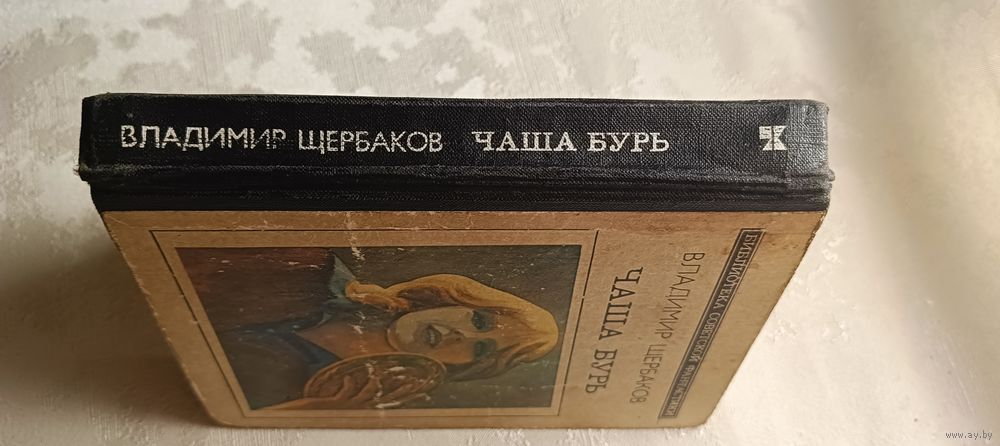 ВЛАДИМИР ЩЕРБАКОВ ЧАША БУРЬ
БИБЛИОТЕКА СОВЕТСКОЙ ФАНТАСТИКИ
ВЛАДИМИР ЩЕРБАКОВ
ЧАША БУРЬ
www.ay.by